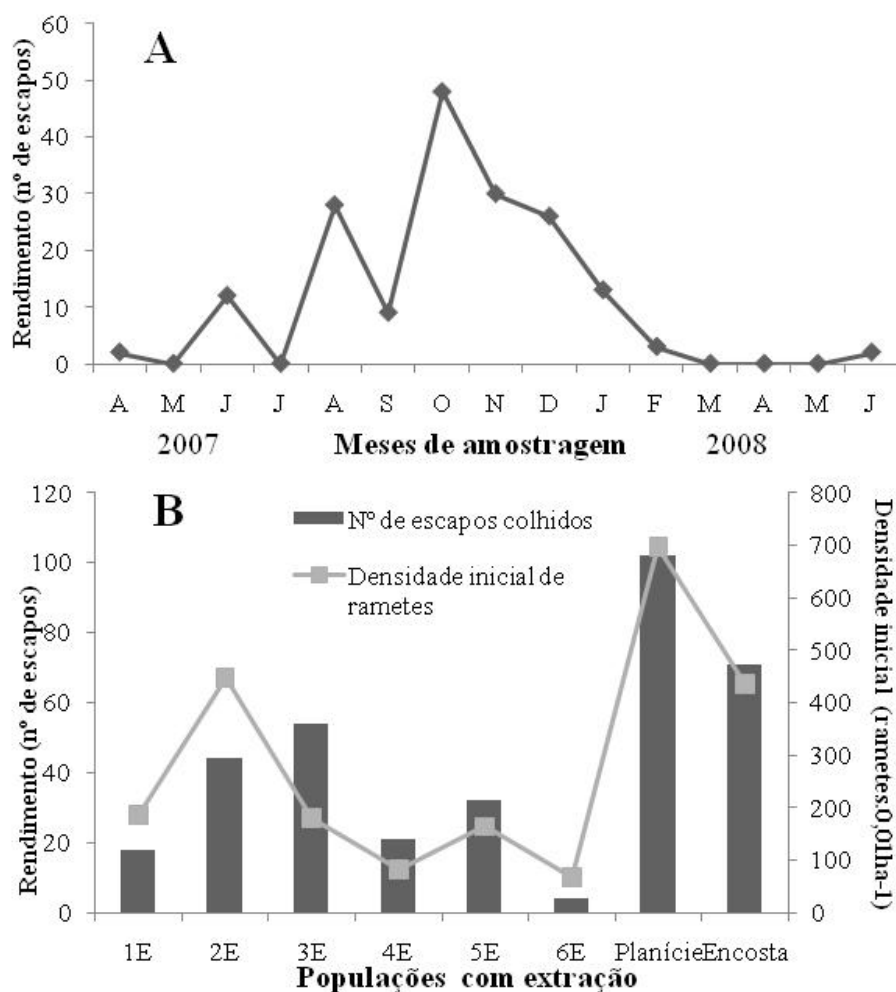 A
Rendimento (nº de escapos)
60
50
40
30
20
10
0
A M J J A S O N D J F M A M J
2007 Meses de amostragem 2008
B
Rendimento (nº de escapos)
120
100
80
60
40
20
0
Nº de escapos colhidos
Densidade inicial de
rametes
800
700
600
500
400
300
200
100
0
Densidade inicial (rametes.0,01ha-1)
1E 2E 3E 4E 5E 6E Planície Encosta
Populações com extração